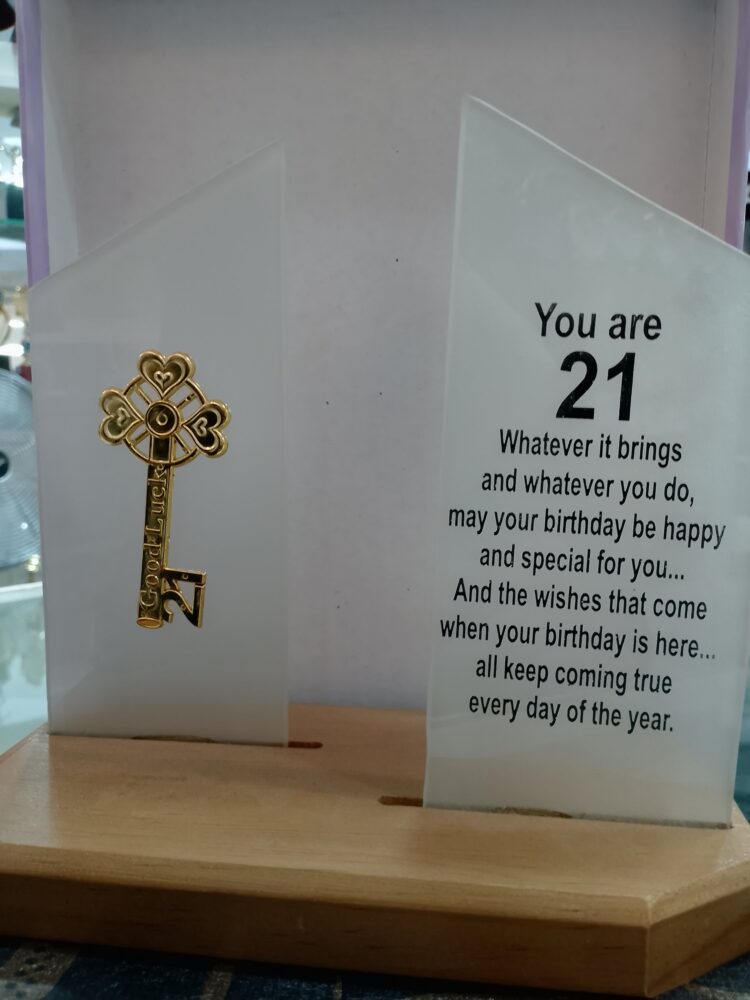 Good Luck
21
You are
21
Whatever it brings
and whatever you do,
may your birthday be happy
and special for you...
And the wishes that come
when your birthday is here...
all keep coming true
every day of the year.